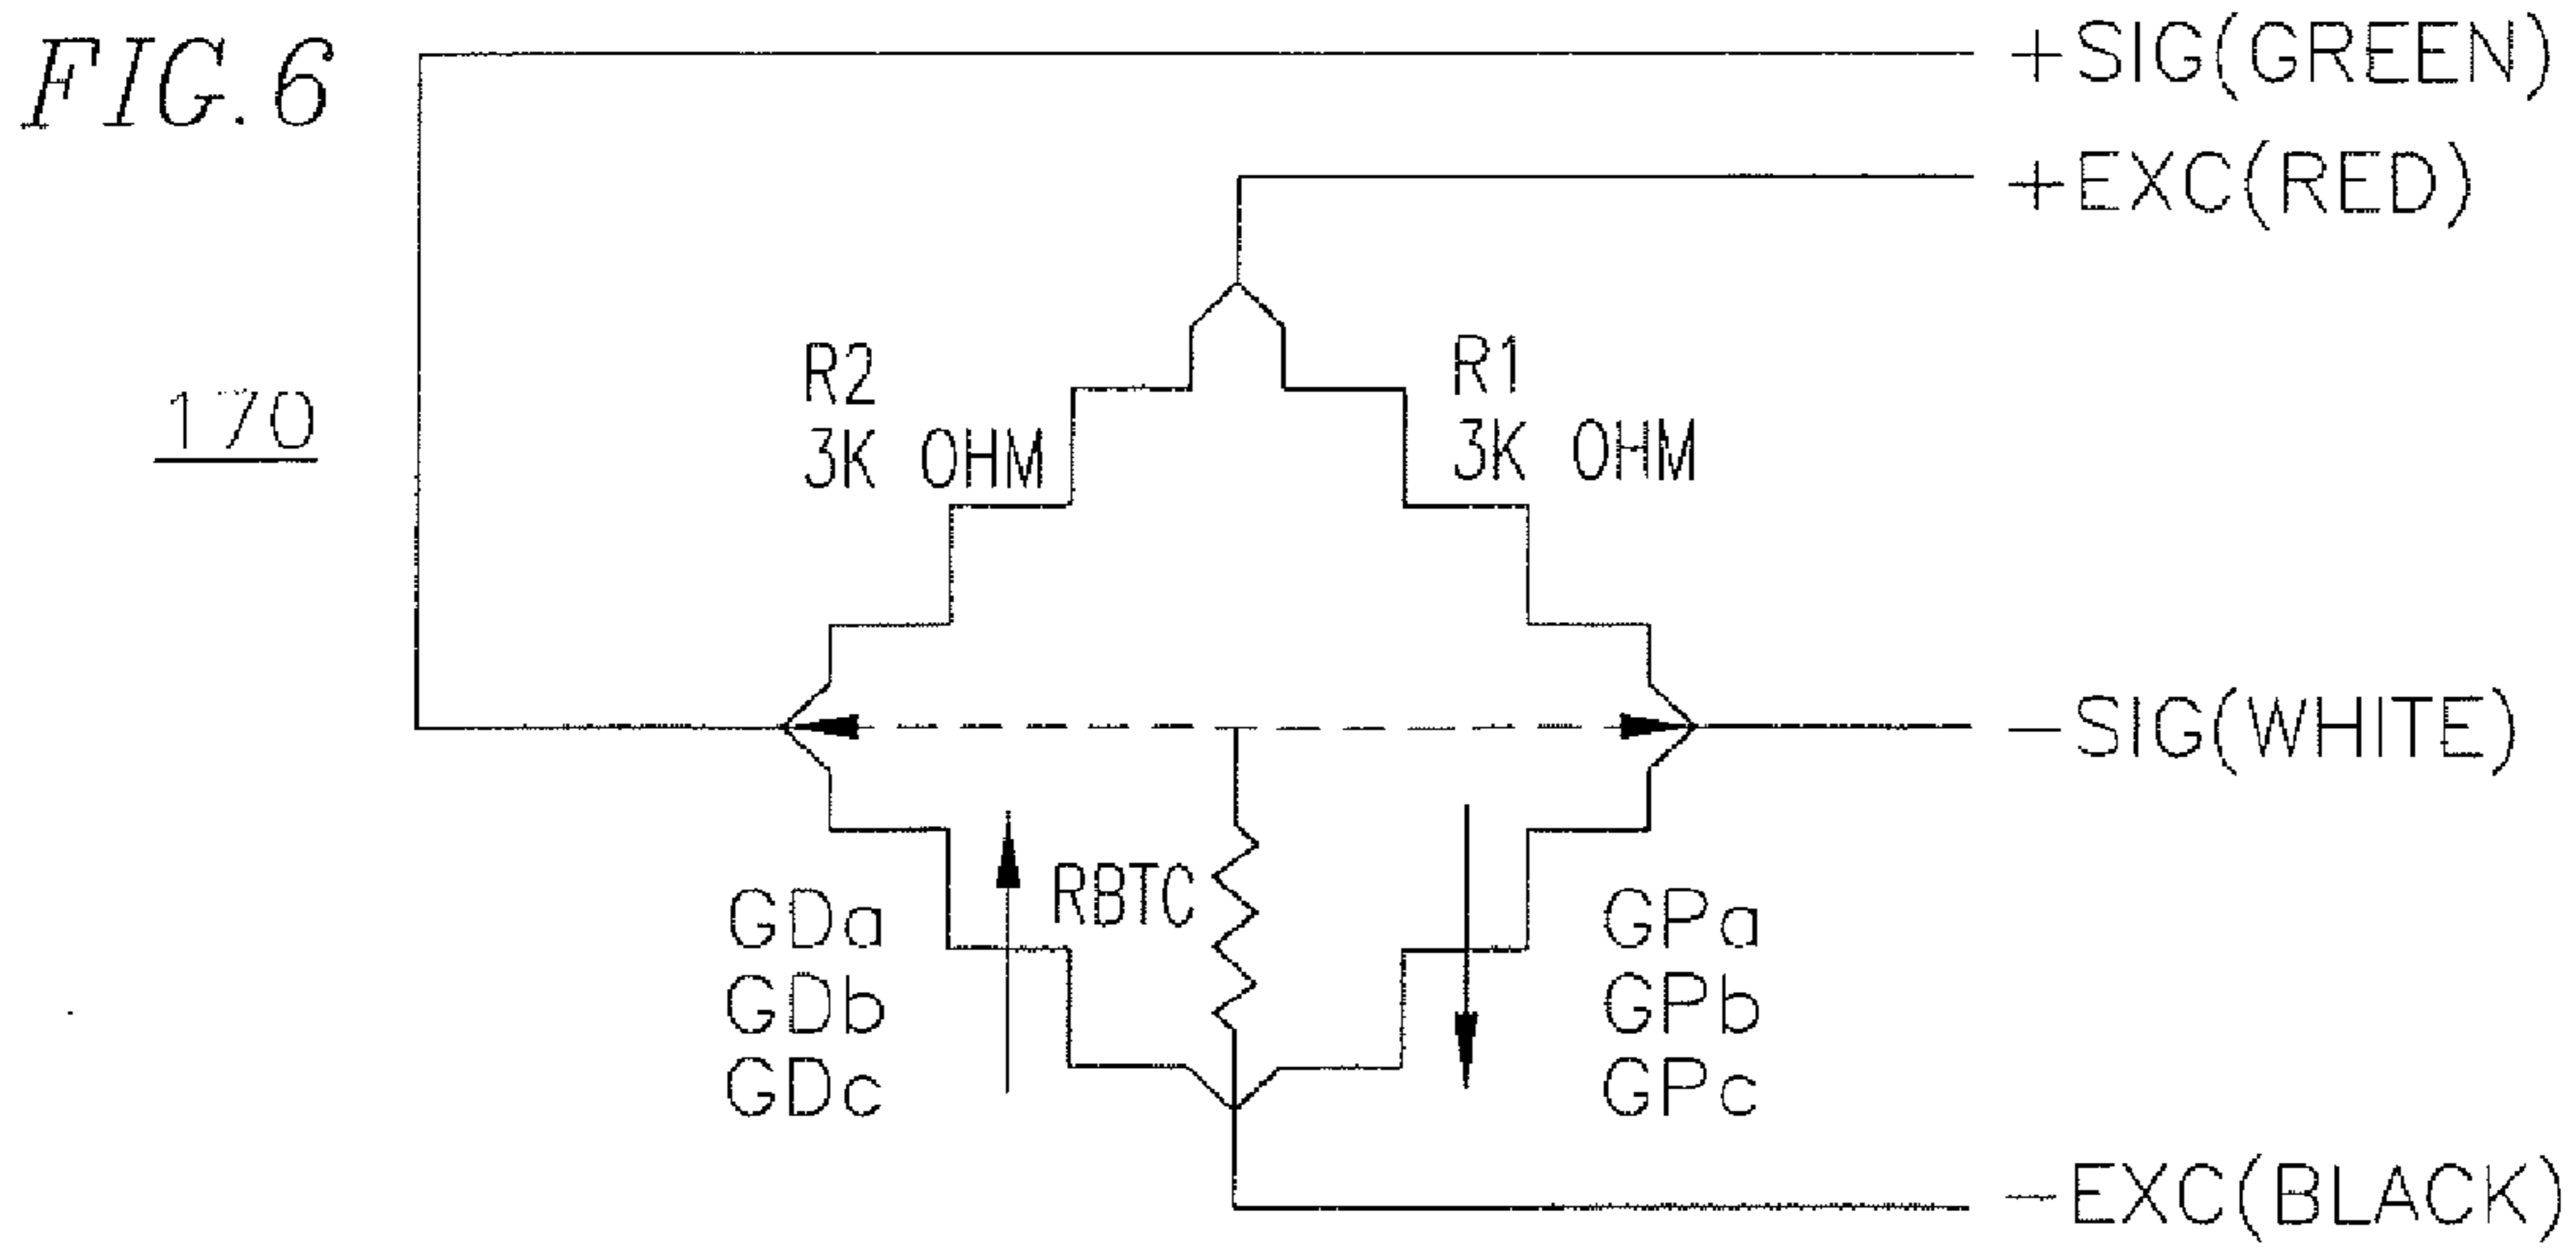 FIG. 6
+SIG(GREEN)
+EXC(RED)
R2
3K OHM
R1
3K OHM
170
-SIG(WHITE)
RBTC
GDa
GDb
GDc
GPa
GPb
GPc
-EXC(BLACK)